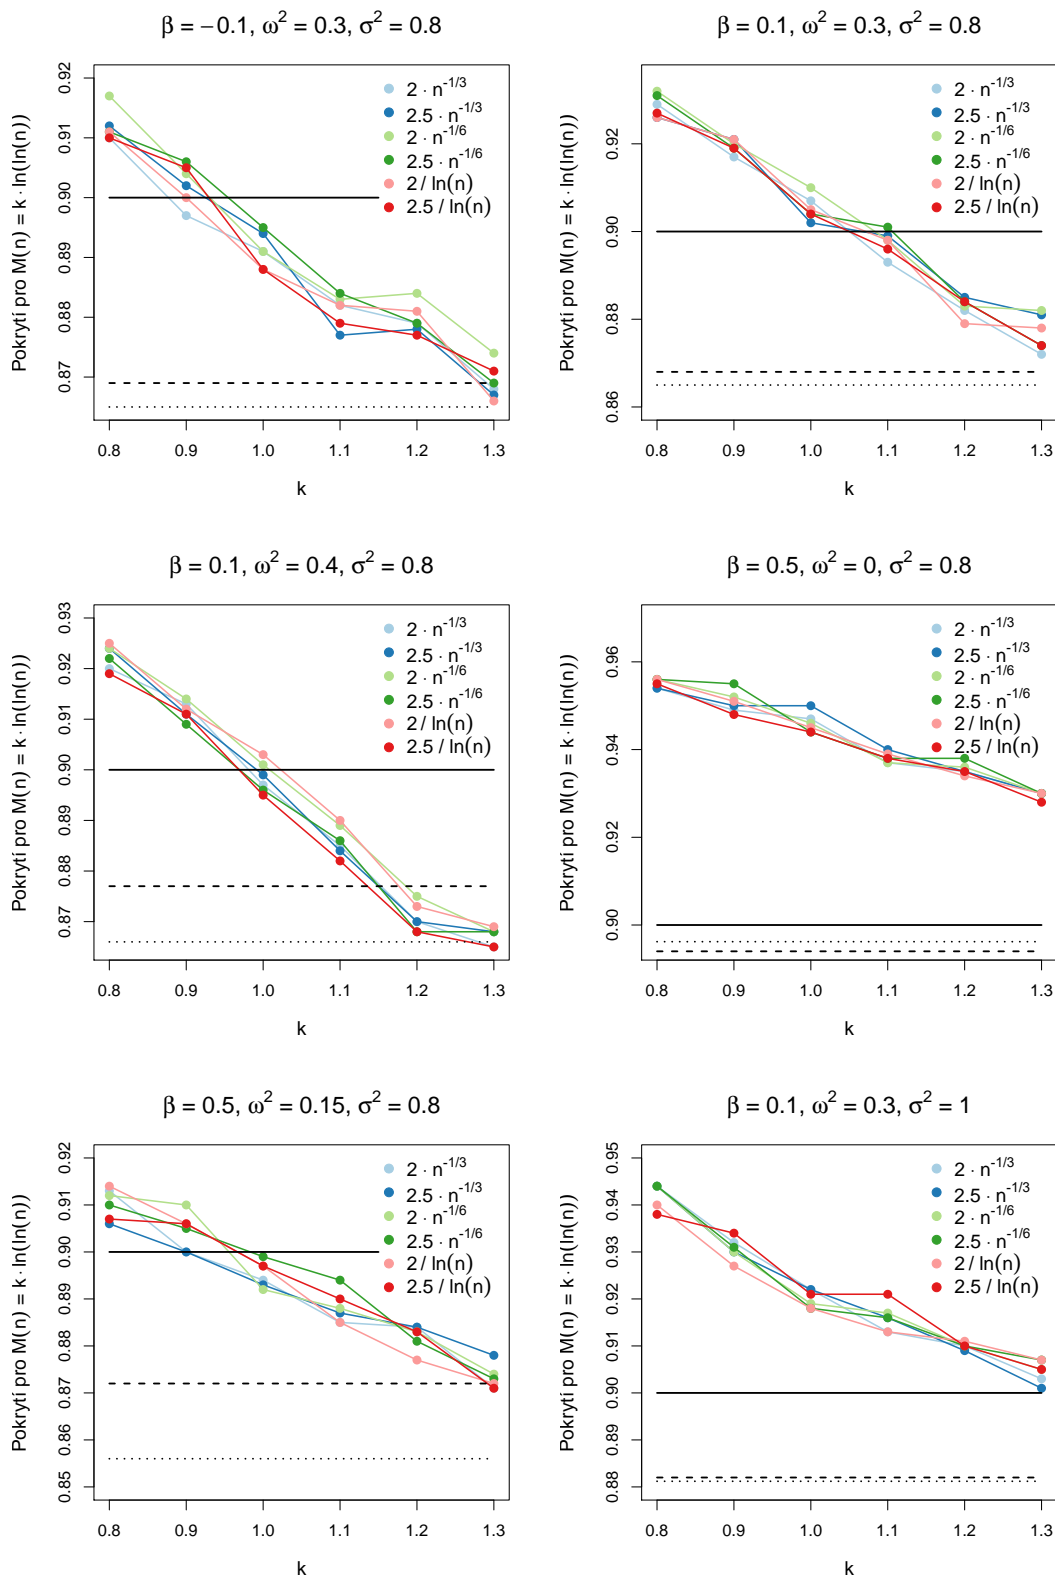 β = −0.1, ω² = 0.3, σ² = 0.8
Pokryti pro M(n) = k · ln(ln(n))
0.92
0.91
0.90
0.89
0.88
0.87
2 · n^-1/3
2.5 · n^-1/3
2 · n^-1/6
2.5 · n^-1/6
2 / ln(n)
2.5 / ln(n)
0.8 0.9 1.0 1.1 1.2 1.3
k
β = 0.1, ω² = 0.3, σ² = 0.8
Pokryti pro M(n) = k · ln(ln(n))
0.92
0.90
0.88
0.86
2 · n^-1/3
2.5 · n^-1/3
2 · n^-1/6
2.5 · n^-1/6
2 / ln(n)
2.5 / ln(n)
0.8 0.9 1.0 1.1 1.2 1.3
k
β = 0.1, ω² = 0.4, σ² = 0.8
Pokryti pro M(n) = k · ln(ln(n))
0.93
0.92
0.91
0.90
0.89
0.88
0.87
2 · n^-1/3
2.5 · n^-1/3
2 · n^-1/6
2.5 · n^-1/6
2 / ln(n)
2.5 / ln(n)
0.8 0.9 1.0 1.1 1.2 1.3
k
β = 0.5, ω² = 0, σ² = 0.8
Pokryti pro M(n) = k · ln(ln(n))
0.96
0.94
0.92
0.90
2 · n^-1/3
2.5 · n^-1/3
2 · n^-1/6
2.5 · n^-1/6
2 / ln(n)
2.5 / ln(n)
0.8 0.9 1.0 1.1 1.2 1.3
k
β = 0.5, ω² = 0.15, σ² = 0.8
Pokryti pro M(n) = k · ln(ln(n))
0.92
0.91
0.90
0.89
0.88
0.87
0.86
0.85
2 · n^-1/3
2.5 · n^-1/3
2 · n^-1/6
2.5 · n^-1/6
2 / ln(n)
2.5 / ln(n)
0.8 0.9 1.0 1.1 1.2 1.3
k
β = 0.1, ω² = 0.3, σ² = 1
Pokryti pro M(n) = k · ln(ln(n))
0.95
0.94
0.93
0.92
0.91
0.90
0.89
0.88
2 · n^-1/3
2.5 · n^-1/3
2 · n^-1/6
2.5 · n^-1/6
2 / ln(n)
2.5 / ln(n)
0.8 0.9 1.0 1.1 1.2 1.3
k